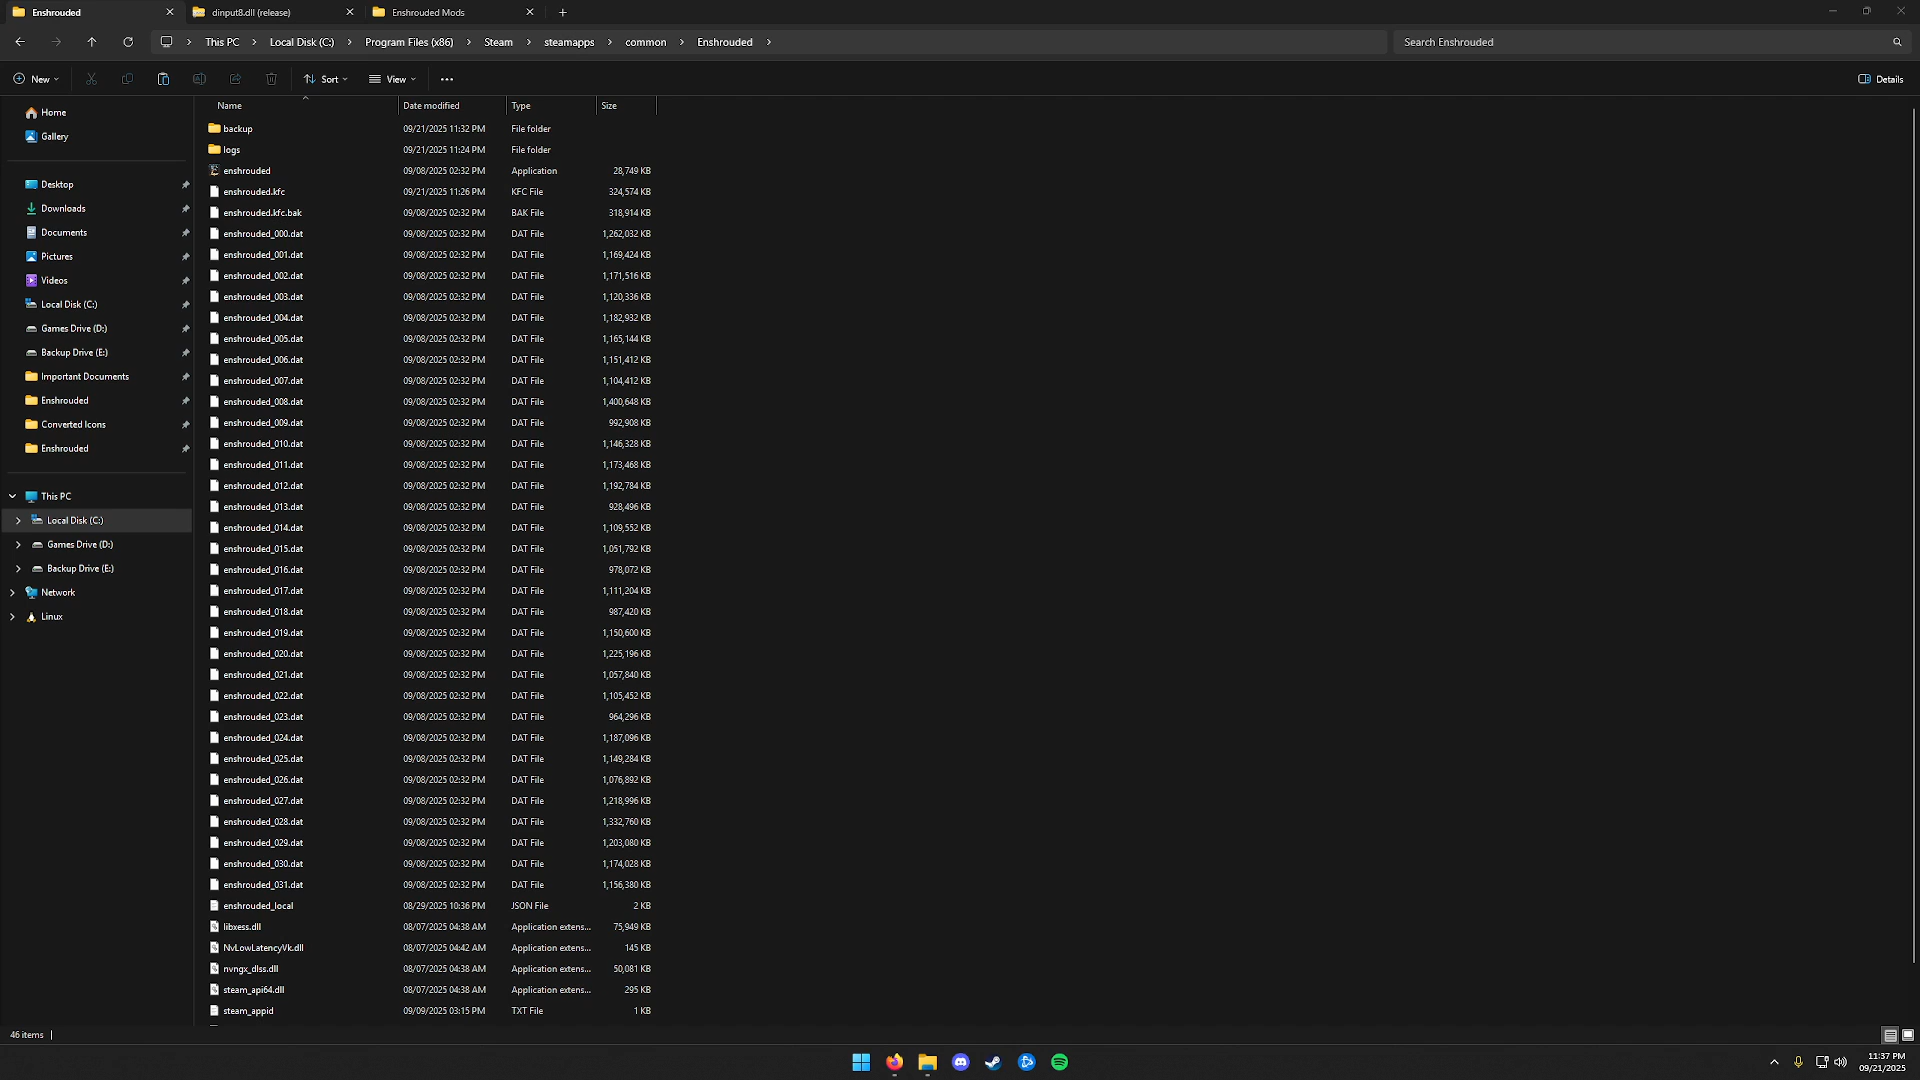 Enshrouded
dinput8.dll (release)
Enshrouded Mods
This PC > Local Disk (C:) > Program Files (x86) > Steam > steamapps > common > Enshrouded >
Search Enshrouded
New
Sort
View
Details
Home
Gallery
Desktop
Downloads
Documents
Pictures
Videos
Local Disk (C:)
Games Drive (D:)
Backup Drive (E:)
Important Documents
Enshrouded
Converted Icons
Enshrouded
This PC
Local Disk (C:)
Games Drive (D:)
Backup Drive (E:)
Network
Linux
Name Date modified Type Size
backup 09/21/2025 11:32 PM File folder
logs 09/21/2025 11:24 PM File folder
enshrouded 09/08/2025 02:32 PM Application 28,749 KB
enshrouded.kfc 09/21/2025 11:26 PM KFC File 324,574 KB
enshrouded.kfc.bak 09/08/2025 02:32 PM BAK File 318,914 KB
enshrouded_000.dat 09/08/2025 02:32 PM DAT File 1,262,032 KB
enshrouded_001.dat 09/08/2025 02:32 PM DAT File 1,169,424 KB
enshrouded_002.dat 09/08/2025 02:32 PM DAT File 1,171,516 KB
enshrouded_003.dat 09/08/2025 02:32 PM DAT File 1,120,336 KB
enshrouded_004.dat 09/08/2025 02:32 PM DAT File 1,182,932 KB
enshrouded_005.dat 09/08/2025 02:32 PM DAT File 1,165,144 KB
enshrouded_006.dat 09/08/2025 02:32 PM DAT File 1,151,412 KB
enshrouded_007.dat 09/08/2025 02:32 PM DAT File 1,104,412 KB
enshrouded_008.dat 09/08/2025 02:32 PM DAT File 1,400,648 KB
enshrouded_009.dat 09/08/2025 02:32 PM DAT File 992,908 KB
enshrouded_010.dat 09/08/2025 02:32 PM DAT File 1,146,328 KB
enshrouded_011.dat 09/08/2025 02:32 PM DAT File 1,173,468 KB
enshrouded_012.dat 09/08/2025 02:32 PM DAT File 1,192,784 KB
enshrouded_013.dat 09/08/2025 02:32 PM DAT File 928,496 KB
enshrouded_014.dat 09/08/2025 02:32 PM DAT File 1,109,552 KB
enshrouded_015.dat 09/08/2025 02:32 PM DAT File 1,051,792 KB
enshrouded_016.dat 09/08/2025 02:32 PM DAT File 978,072 KB
enshrouded_017.dat 09/08/2025 02:32 PM DAT File 1,111,204 KB
enshrouded_018.dat 09/08/2025 02:32 PM DAT File 987,420 KB
enshrouded_019.dat 09/08/2025 02:32 PM DAT File 1,150,600 KB
enshrouded_020.dat 09/08/2025 02:32 PM DAT File 1,225,196 KB
enshrouded_021.dat 09/08/2025 02:32 PM DAT File 1,057,840 KB
enshrouded_022.dat 09/08/2025 02:32 PM DAT File 1,105,452 KB
enshrouded_023.dat 09/08/2025 02:32 PM DAT File 964,296 KB
enshrouded_024.dat 09/08/2025 02:32 PM DAT File 1,187,096 KB
enshrouded_025.dat 09/08/2025 02:32 PM DAT File 1,149,284 KB
enshrouded_026.dat 09/08/2025 02:32 PM DAT File 1,076,892 KB
enshrouded_027.dat 09/08/2025 02:32 PM DAT File 1,218,996 KB
enshrouded_028.dat 09/08/2025 02:32 PM DAT File 1,332,760 KB
enshrouded_029.dat 09/08/2025 02:32 PM DAT File 1,203,080 KB
enshrouded_030.dat 09/08/2025 02:32 PM DAT File 1,174,028 KB
enshrouded_031.dat 09/08/2025 02:32 PM DAT File 1,156,380 KB
enshrouded_local 08/29/2025 10:36 PM JSON File 2 KB
libxess.dll 08/07/2025 04:38 AM Application extens... 75,949 KB
NvLowLatencyVk.dll 08/07/2025 04:42 AM Application extens... 145 KB
nvngx_dlss.dll 08/07/2025 04:38 AM Application extens... 50,081 KB
steam_api64.dll 08/07/2025 04:38 AM Application extens... 295 KB
steam_appid 09/09/2025 03:15 PM TXT File 1 KB
46 items
11:37 PM
09/21/2025